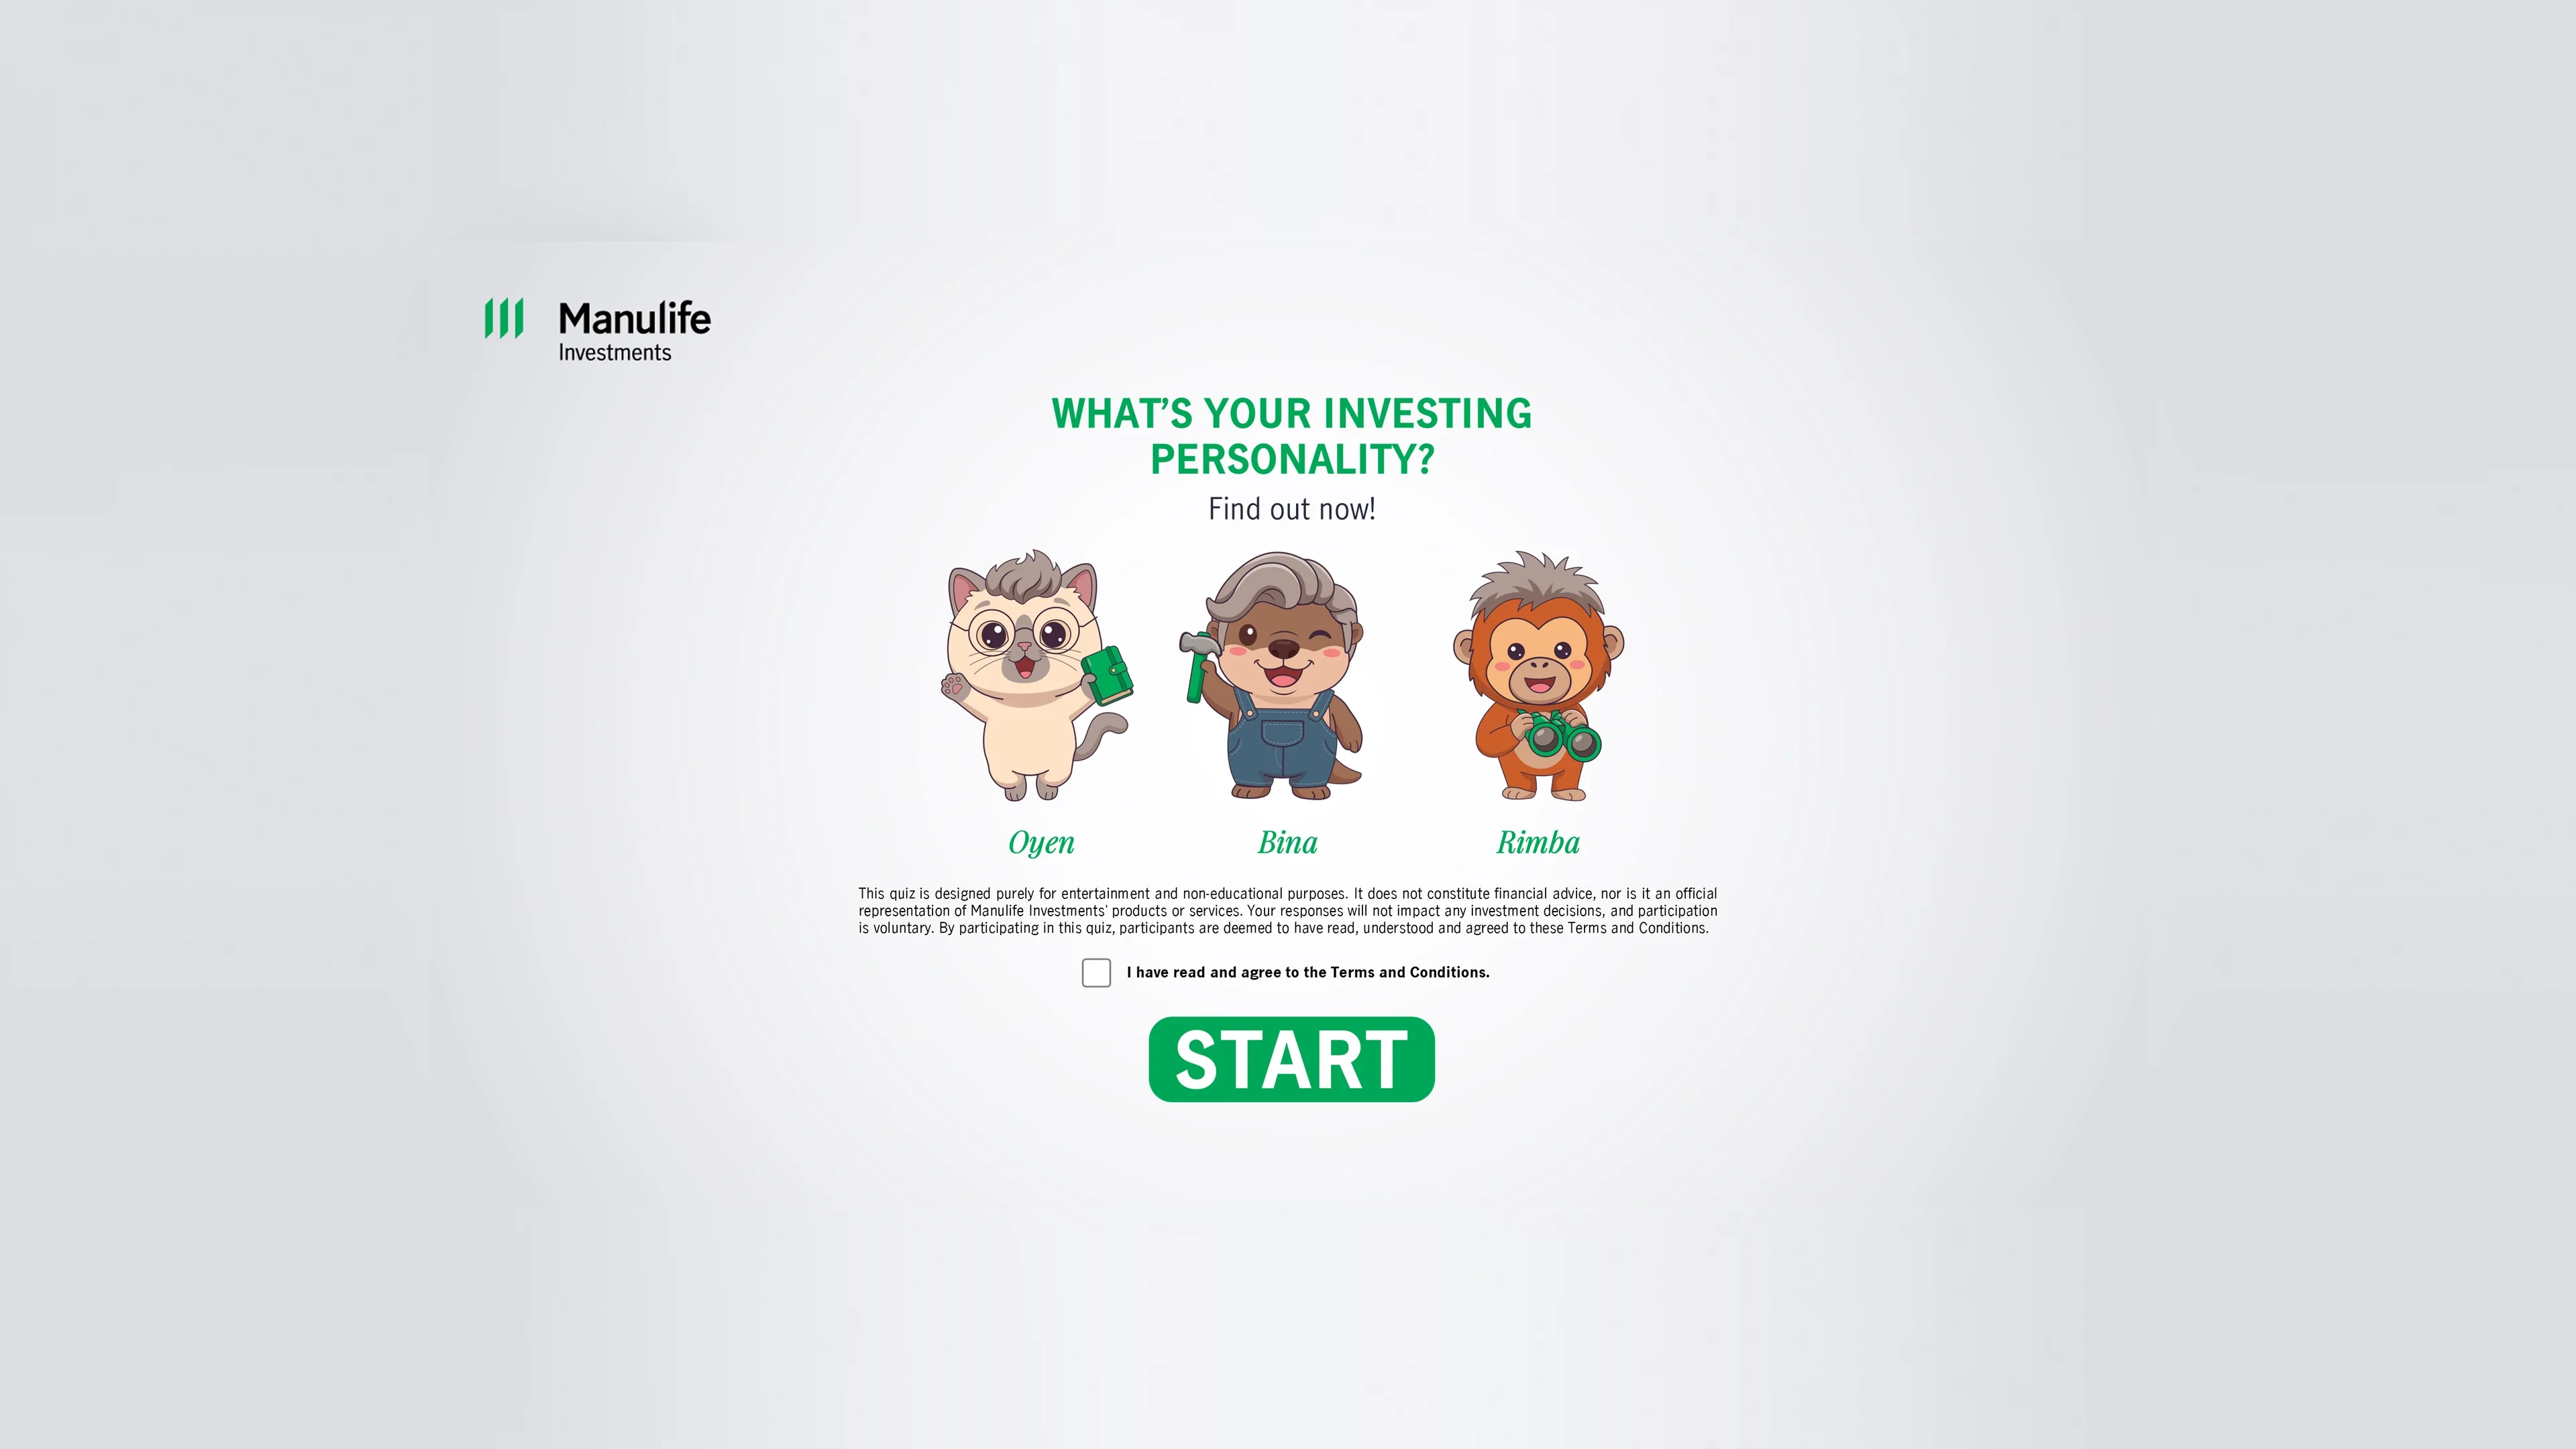 Manulife
Investments
WHAT'S YOUR INVESTING
PERSONALITY?
Find out now!
Oyen
Bina
Rimba
This quiz is designed purely for entertainment and non-educational purposes. It does not constitute financial advice, nor is it an official
representation of Manulife Investments' products or services. Your responses will not impact any investment decisions, and participation
is voluntary. By participating in this quiz, participants are deemed to have read, understood and agreed to these Terms and Conditions.
I have read and agree to the Terms and Conditions.
START